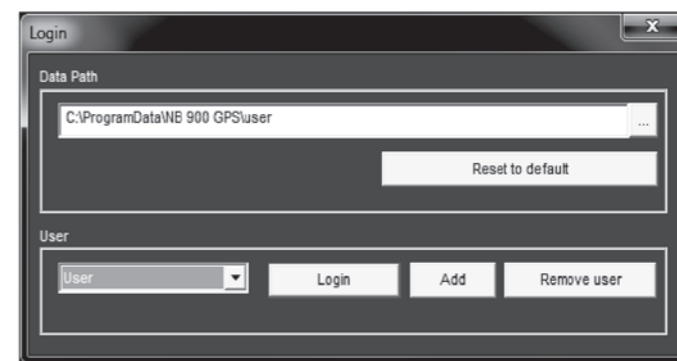 Login
X
Data Path
C:\ProgramData\NB 900 GPS\user
...
Reset to default
User
User
Login
Add
Remove user